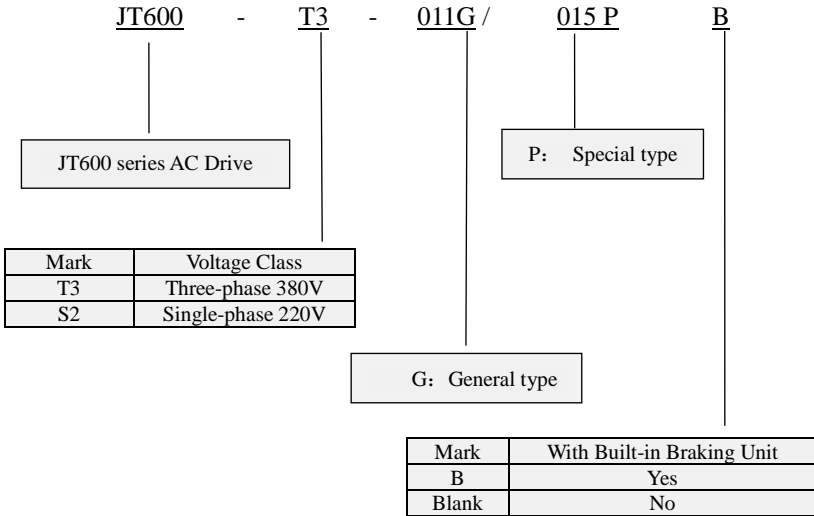 JT600 - T3 - 011G / 015 P B
JT600 series AC Drive
P： Special type
Mark Voltage Class
T3 Three-phase 380V
S2 Single-phase 220V
G：General type
Mark With Built-in Braking Unit
B Yes
Blank No